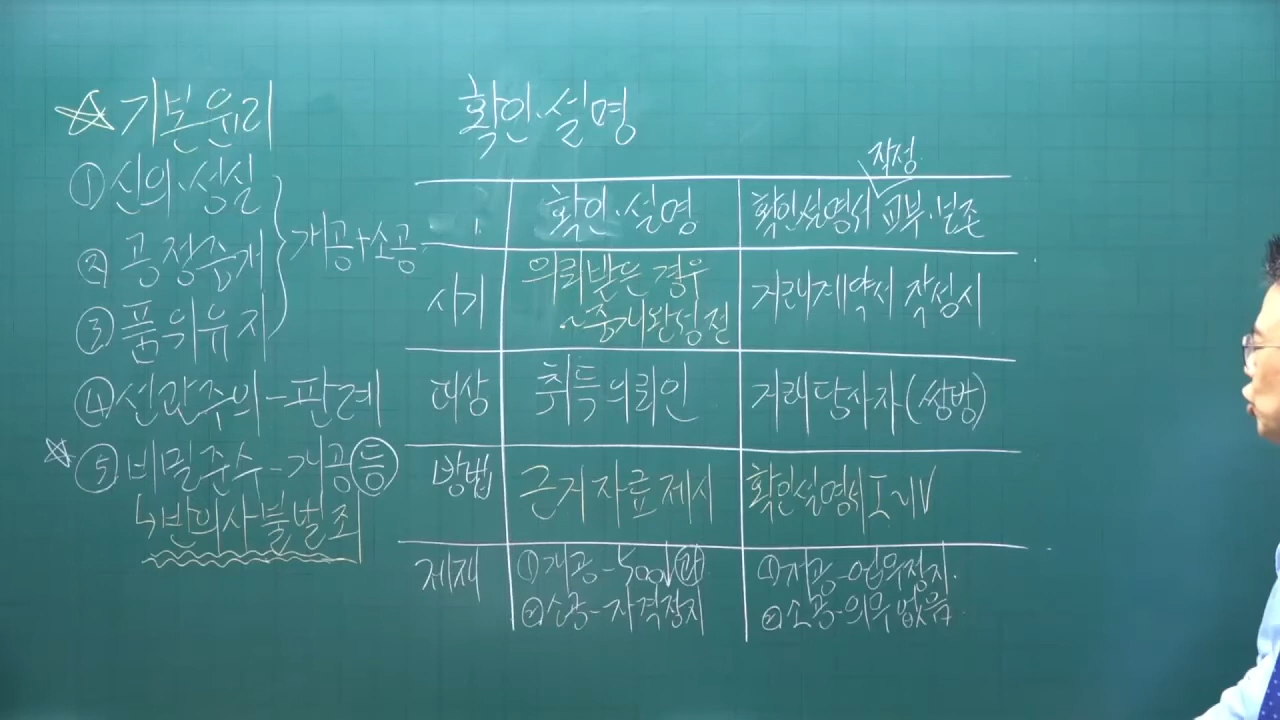 ☆ 기본윤리
① 신의·성실
② 공정중개
③ 품위유지
개공+소공
④ 선관주의-판례
☆ ⑤ 비밀준수-개공등
↳반의사불벌죄
확인·설명
작성
확인·설명
확인설명서 교부·보존
시기
의뢰받은 경우
~중개완성전
거래계약서 작성시
대상
취득의뢰인
거래당사자(쌍방)
방법
근거자료제시
확인설명서 I~IV
제재
① 개공-500↓과
② 소공-자격정지
① 개공-업무정지.
② 소공-의무없음.